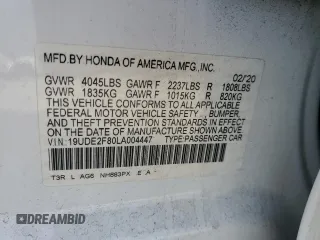 MFD.BY HONDA OF AMERICA MFG.,INC.
02/20
GVWR 4045LBS GAWR F 2237LBS R 1808LBS
GVWR 1835KG GAWR F 1015KG R 820KG
THIS VEHICLE CONFORMS TO ALL APPLICABLE
FEDERAL MOTOR VEHICLE SAFETY, BUMPER,
AND THEFT PREVENTION STANDARDS IN EFFECT
ON THE DATE OF MANUFACTURE SHOWN ABOVE.
VIN: 19UDE2F80LA004447 TYPE:PASSENGER CAR
T3R L AG6 NH883PX E A
DREAMBID